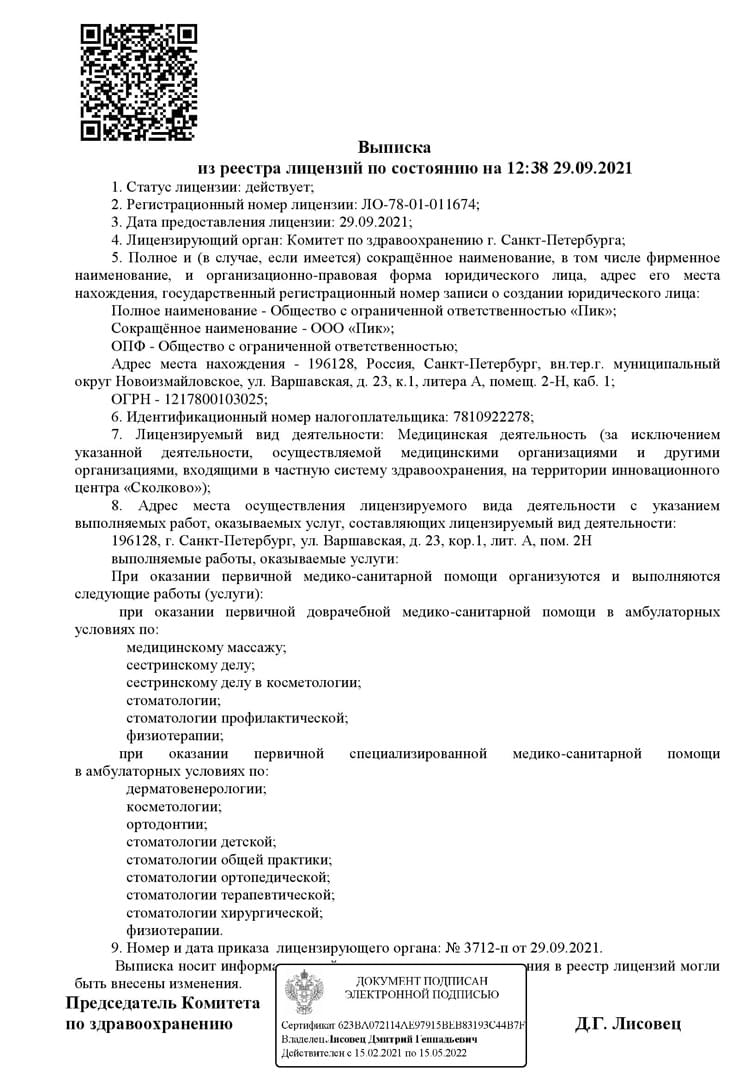 Выписка
из реестра лицензий по состоянию на 12:38 29.09.2021
1. Статус лицензии: действует;
2. Регистрационный номер лицензии: ЛО-78-01-011674;
3. Дата предоставления лицензии: 29.09.2021;
4. Лицензирующий орган: Комитет по здравоохранению г. Санкт-Петербурга;
5. Полное и (в случае, если имеется) сокращённое наименование, в том числе фирменное
наименование, и организационно-правовая форма юридического лица, адрес его места
нахождения, государственный регистрационный номер записи о создании юридического лица:
Полное наименование - Общество с ограниченной ответственностью «Пик»;
Сокращённое наименование - ООО «Пик»;
ОПФ - Общество с ограниченной ответственностью;
Адрес места нахождения - 196128, Россия, Санкт-Петербург, вн.тер.г. муниципальный
округ Новоизмайловское, ул. Варшавская, д. 23, к.1, литера А, помещ. 2-Н, каб. 1;
ОГРН - 1217800103025;
6. Идентификационный номер налогоплательщика: 7810922278;
7. Лицензируемый вид деятельности: Медицинская деятельность (за исключением
указанной деятельности, осуществляемой медицинскими организациями и другими
организациями, входящими в частную систему здравоохранения, на территории инновационного
центра «Сколково»);
8. Адрес места осуществления лицензируемого вида деятельности с указанием
выполняемых работ, оказываемых услуг, составляющих лицензируемый вид деятельности:
196128, г. Санкт-Петербург, ул. Варшавская, д. 23, кор.1, лит. А, пом. 2Н
выполняемые работы, оказываемые услуги:
При оказании первичной медико-санитарной помощи организуются и выполняются
следующие работы (услуги):
при оказании первичной доврачебной медико-санитарной помощи в амбулаторных
условиях по:
медицинскому массажу;
сестринскому делу;
сестринскому делу в косметологии;
стоматологии;
стоматологии профилактической;
физиотерапии;
при оказании первичной специализированной медико-санитарной помощи
в амбулаторных условиях по:
дерматовенерологии;
косметологии;
ортодонтии;
стоматологии детской;
стоматологии общей практики;
стоматологии ортопедической;
стоматологии терапевтической;
стоматологии хирургической;
физиотерапии.
9. Номер и дата приказа лицензирующего органа: № 3712-п от 29.09.2021.
Выписка носит в реестр лицензий могли
быть внесены изменения.
Председатель Комитета
по здравоохранению
ДОКУМЕНТ ПОДПИСАН
ЭЛЕКТРОННОЙ ПОДПИСЬЮ
Сертификат 623BA072114AE97915BEB83193C44B7F
Владелец Лисовец Дмитрий Геннадьевич
Действителен с 15.02.2021 по 15.05.2022
Д.Г. Лисовец